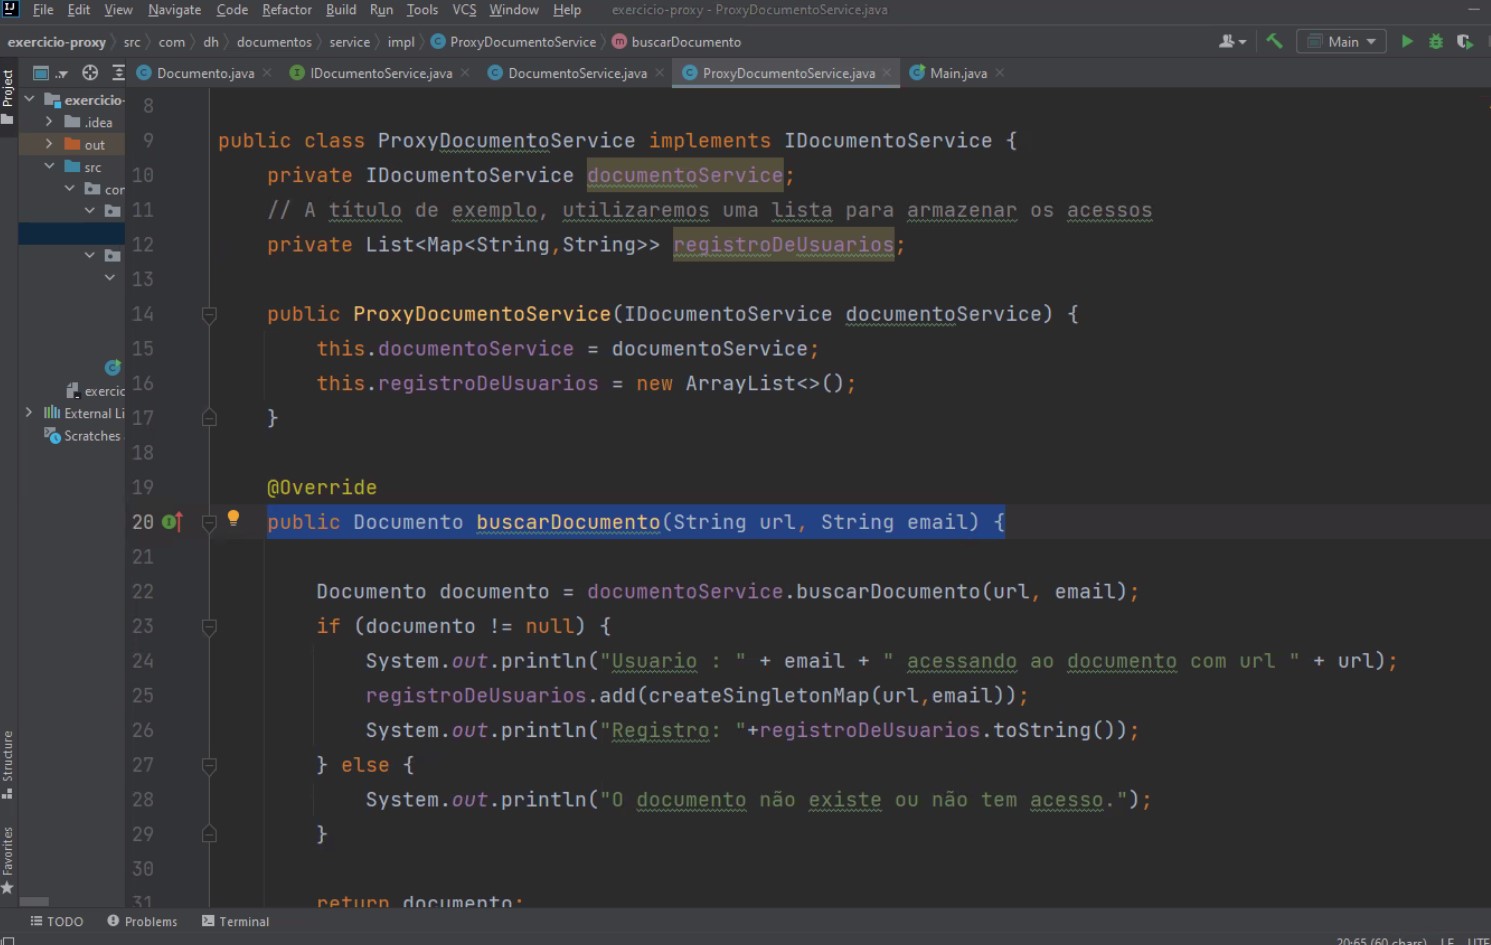 File Edit View Navigate Code Refactor Build Run Tools VCS Window Help exercicio-proxy - ProxyDocumentoService.java
exercicio-proxy src com dh documentos service impl ProxyDocumentoService buscarDocumento Main
Documento.java IDocumentoService.java DocumentoService.java ProxyDocumentoService.java Main.java
Project
exercicio-
.idea
out
src
exercic
External Li
Scratches
Structure
Favorites
8
9 public class ProxyDocumentoService implements IDocumentoService {
10 private IDocumentoService documentoService;
11 // A título de exemplo, utilizaremos uma lista para armazenar os acessos
12 private List<Map<String,String>> registroDeUsuarios;
13
14 public ProxyDocumentoService(IDocumentoService documentoService) {
15 this.documentoService = documentoService;
16 this.registroDeUsuarios = new ArrayList<>();
17 }
18
19 @Override
20 public Documento buscarDocumento(String url, String email) {
21
22 Documento documento = documentoService.buscarDocumento(url, email);
23 if (documento != null) {
24 System.out.println("Usuario : " + email + " acessando ao documento com url " + url);
25 registroDeUsuarios.add(createSingletonMap(url,email));
26 System.out.println("Registro: "+registroDeUsuarios.toString());
27 } else {
28 System.out.println("O documento não existe ou não tem acesso.");
29 }
30
31 return documento;
TODO Problems Terminal
20:65 (60 chars) LF UTF